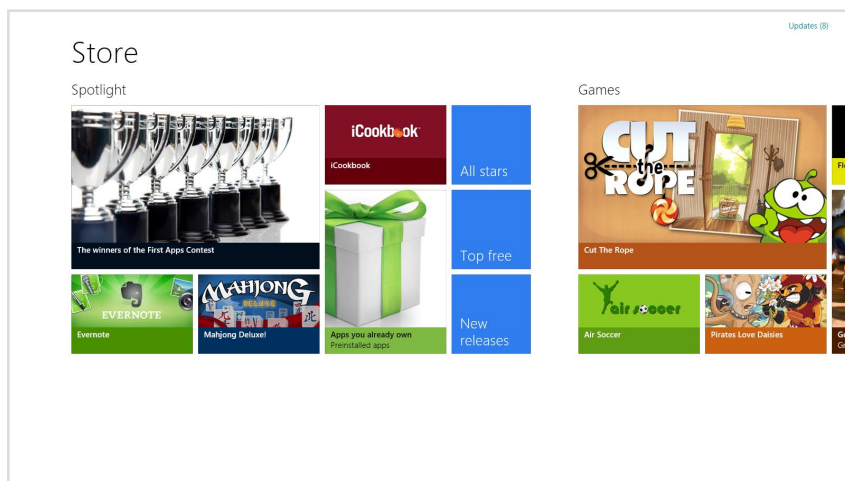 Updates (8)
Store
Spotlight
The winners of the First Apps Contest
iCookbook
iCookbook
All stars
Top free
EVERNOTE
Evernote
MAHJONG
DELUXE
Mahjong Deluxe!
Apps you already own
Preinstalled apps
New
releases
Games
CUT
the
ROPE
Cut The Rope
air soccer
Air Soccer
Pirates Love Daisies